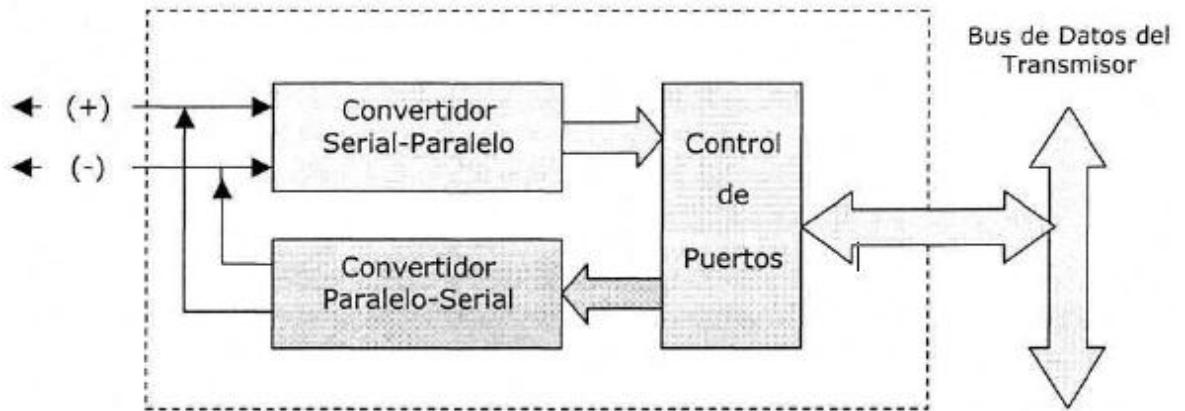 Bus de Datos del
Transmisor
(+)
Convertidor
Serial-Paralelo
(-)
Control
de
Puertos
Convertidor
Paralelo-Serial